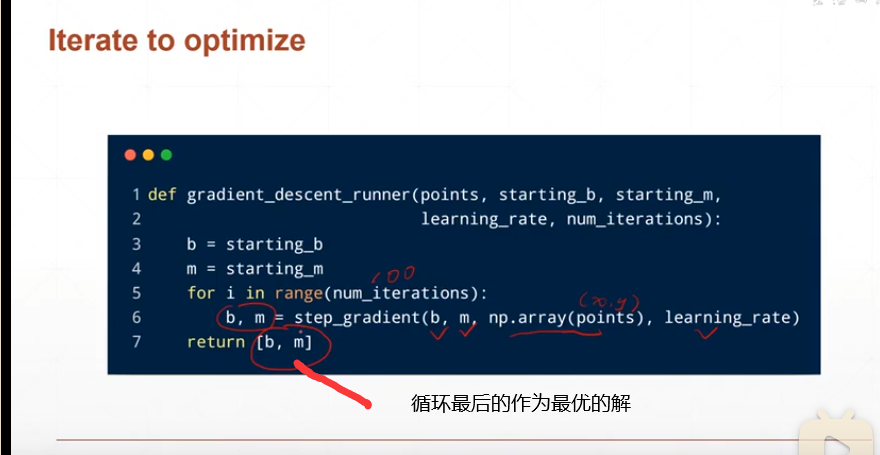 Iterate to optimize
1 def gradient_descent_runner(points, starting_b, starting_m,
2 learning_rate, num_iterations):
3 b = starting_b
4 m = starting_m
100
5 for i in range(num_iterations):
(x,y)
6 b, m = step_gradient(b, m, np.array(points), learning_rate)
7 return [b, m]
循环最后的作为最优的解